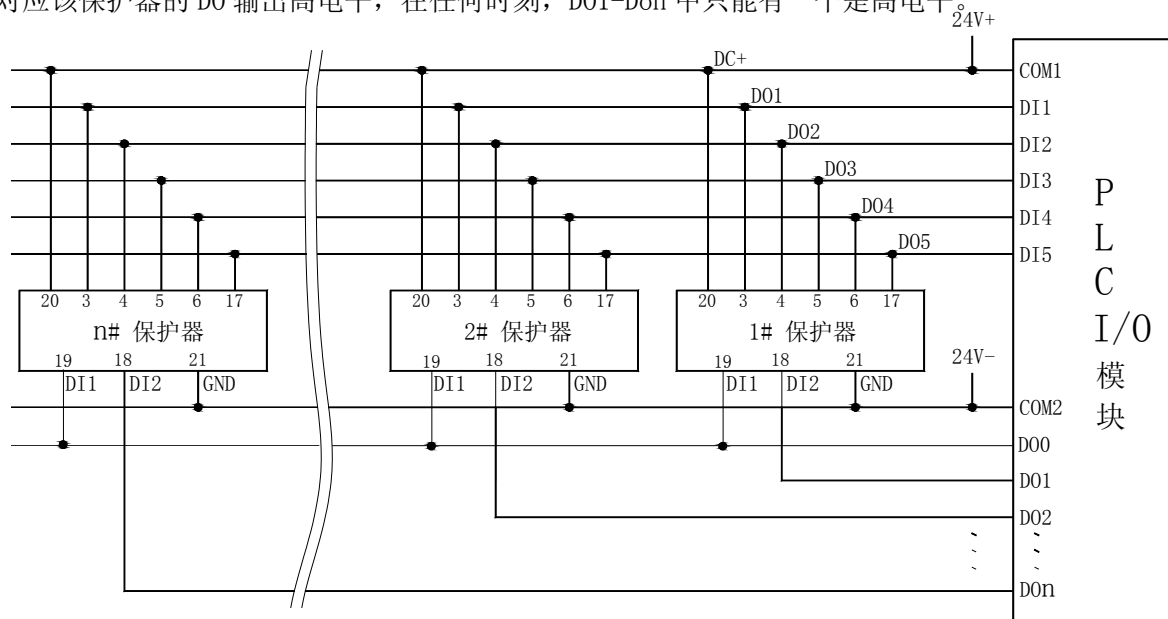 对应该保护器的 DO 输出高电平，在任何时刻，DO1-Don 中只能有一个是高电平。
24V+
DC+
COM1
DO1
DI1
DO2
DI2
DO3
DI3
DO4
DI4
DO5
DI5
P
L
C
I/O
模
块
20 3 4 5 6 17
n# 保护器
19 18 21
DI1 DI2 GND
20 3 4 5 6 17
2# 保护器
19 18 21
DI1 DI2 GND
20 3 4 5 6 17
1# 保护器
19 18 21
DI1 DI2 GND
24V-
COM2
DO0
DO1
DO2
DOn